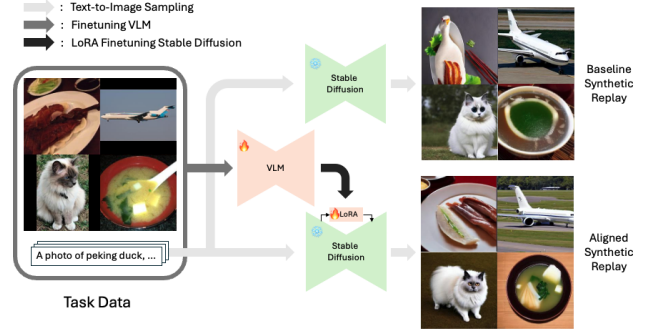 : Text-to-Image Sampling
: Finetuning VLM
: LoRA Finetuning Stable Diffusion
Stable
Diffusion
Baseline
Synthetic
Replay
VLM
LoRA
Stable
Diffusion
Aligned
Synthetic
Replay
A photo of peking duck, ...
Task Data